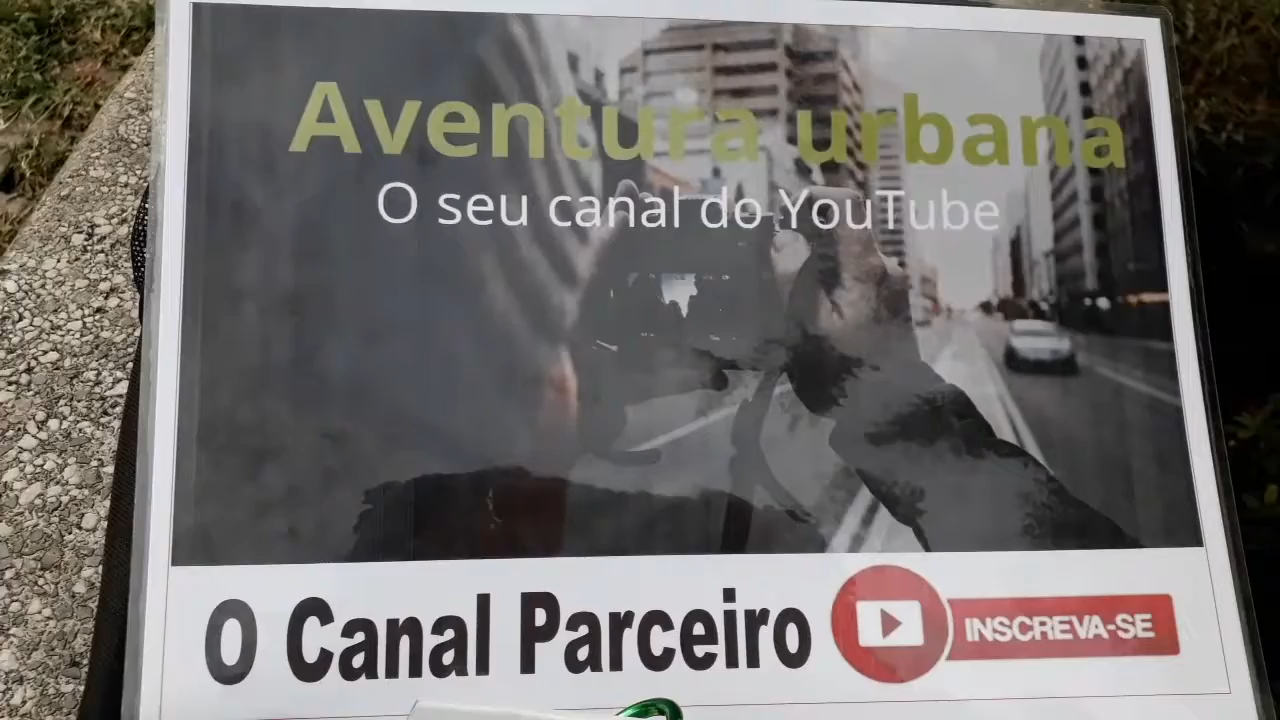 Aventura urbana
O seu canal do YouTube
O Canal Parceiro
INSCREVA-SE